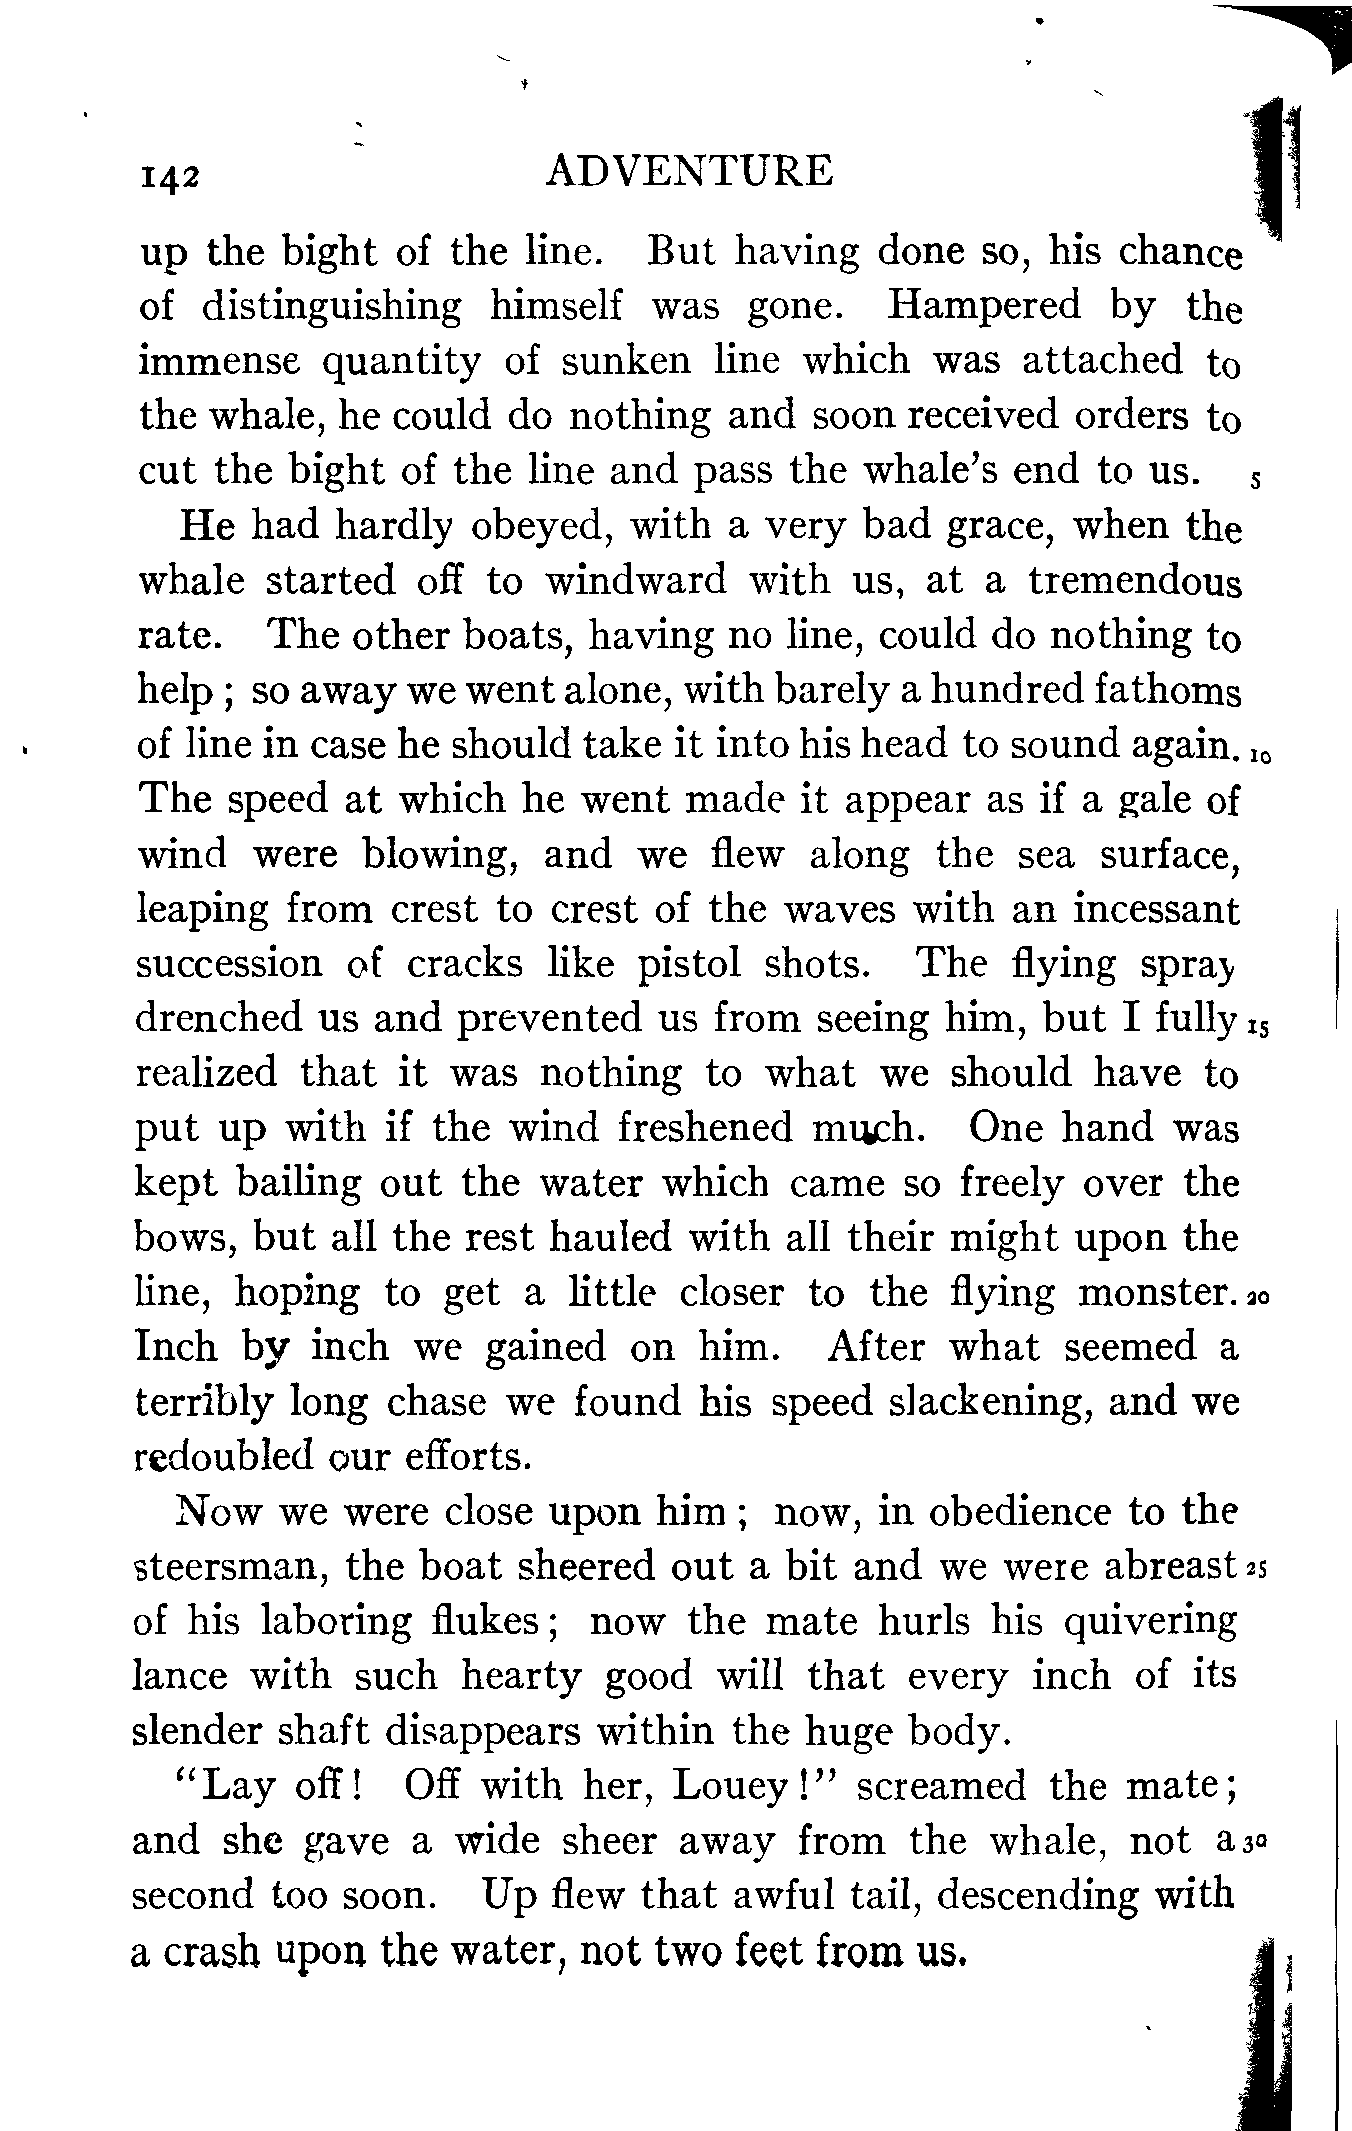 142 ADVENTURE
up the bight of the line. But having done so, his chance
of distinguishing himself was gone. Hampered by the
immense quantity of sunken line which was attached to
the whale, he could do nothing and soon received orders to
cut the bight of the line and pass the whale's end to us. 5
He had hardly obeyed, with a very bad grace, when the
whale started off to windward with us, at a tremendous
rate. The other boats, having no line, could do nothing to
help ; so away we went alone, with barely a hundred fathoms
of line in case he should take it into his head to sound again. 10
The speed at which he went made it appear as if a gale of
wind were blowing, and we flew along the sea surface,
leaping from crest to crest of the waves with an incessant
succession of cracks like pistol shots. The flying spray
drenched us and prevented us from seeing him, but I fully 15
realized that it was nothing to what we should have to
put up with if the wind freshened much. One hand was
kept bailing out the water which came so freely over the
bows, but all the rest hauled with all their might upon the
line, hoping to get a little closer to the flying monster. 20
Inch by inch we gained on him. After what seemed a
terribly long chase we found his speed slackening, and we
redoubled our efforts.
Now we were close upon him ; now, in obedience to the
steersman, the boat sheered out a bit and we were abreast 25
of his laboring flukes ; now the mate hurls his quivering
lance with such hearty good will that every inch of its
slender shaft disappears within the huge body.
"Lay off ! Off with her, Louey !" screamed the mate ;
and she gave a wide sheer away from the whale, not a 30
second too soon. Up flew that awful tail, descending with
a crash upon the water, not two feet from us.